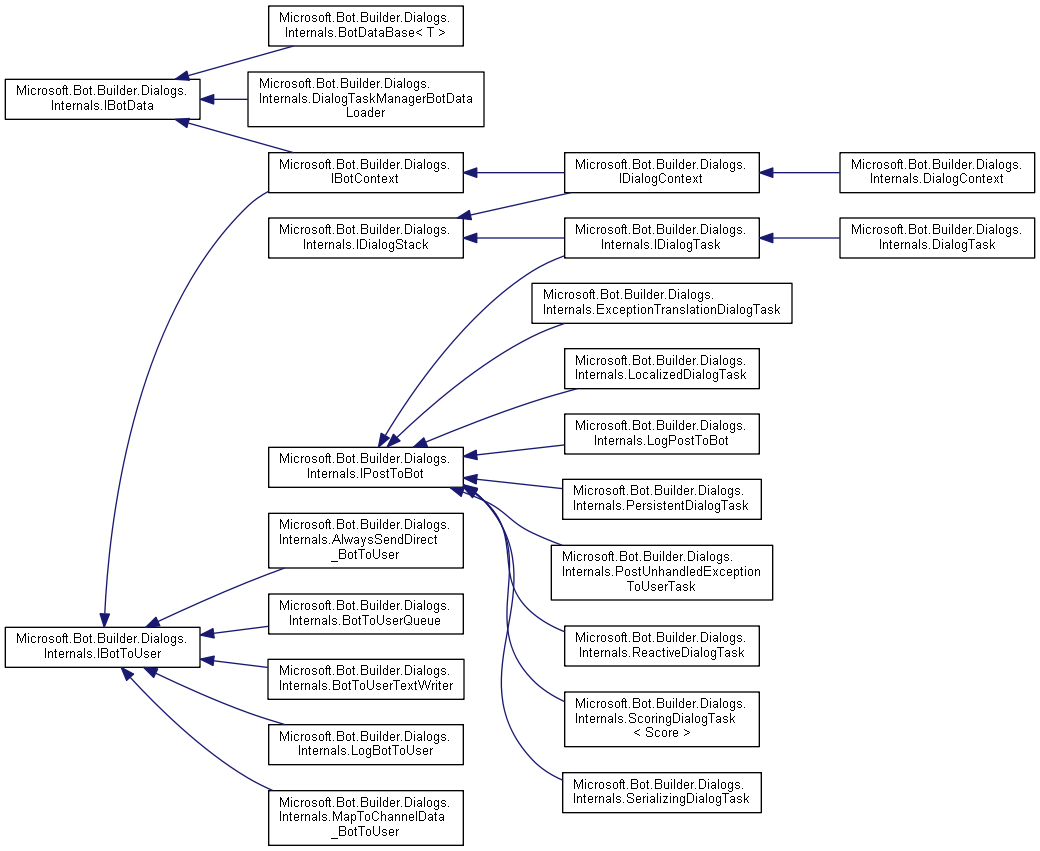 Microsoft.Bot.Builder.Dialogs.
Internals.BotDataBase< T >
Microsoft.Bot.Builder.Dialogs.
Internals.IBotData
Microsoft.Bot.Builder.Dialogs.
Internals.DialogTaskManagerBotData
Loader
Microsoft.Bot.Builder.Dialogs.
IBotContext
Microsoft.Bot.Builder.Dialogs.
IDialogContext
Microsoft.Bot.Builder.Dialogs.
Internals.DialogContext
Microsoft.Bot.Builder.Dialogs.
Internals.IDialogStack
Microsoft.Bot.Builder.Dialogs.
Internals.IDialogTask
Microsoft.Bot.Builder.Dialogs.
Internals.DialogTask
Microsoft.Bot.Builder.Dialogs.
Internals.ExceptionTranslationDialogTask
Microsoft.Bot.Builder.Dialogs.
Internals.LocalizedDialogTask
Microsoft.Bot.Builder.Dialogs.
Internals.LogPostToBot
Microsoft.Bot.Builder.Dialogs.
Internals.IPostToBot
Microsoft.Bot.Builder.Dialogs.
Internals.PersistentDialogTask
Microsoft.Bot.Builder.Dialogs.
Internals.AlwaysSendDirect
_BotToUser
Microsoft.Bot.Builder.Dialogs.
Internals.PostUnhandledException
ToUserTask
Microsoft.Bot.Builder.Dialogs.
Internals.BotToUserQueue
Microsoft.Bot.Builder.Dialogs.
Internals.IBotToUser
Microsoft.Bot.Builder.Dialogs.
Internals.ReactiveDialogTask
Microsoft.Bot.Builder.Dialogs.
Internals.BotToUserTextWriter
Microsoft.Bot.Builder.Dialogs.
Internals.ScoringDialogTask
< Score >
Microsoft.Bot.Builder.Dialogs.
Internals.LogBotToUser
Microsoft.Bot.Builder.Dialogs.
Internals.SerializingDialogTask
Microsoft.Bot.Builder.Dialogs.
Internals.MapToChannelData
_BotToUser